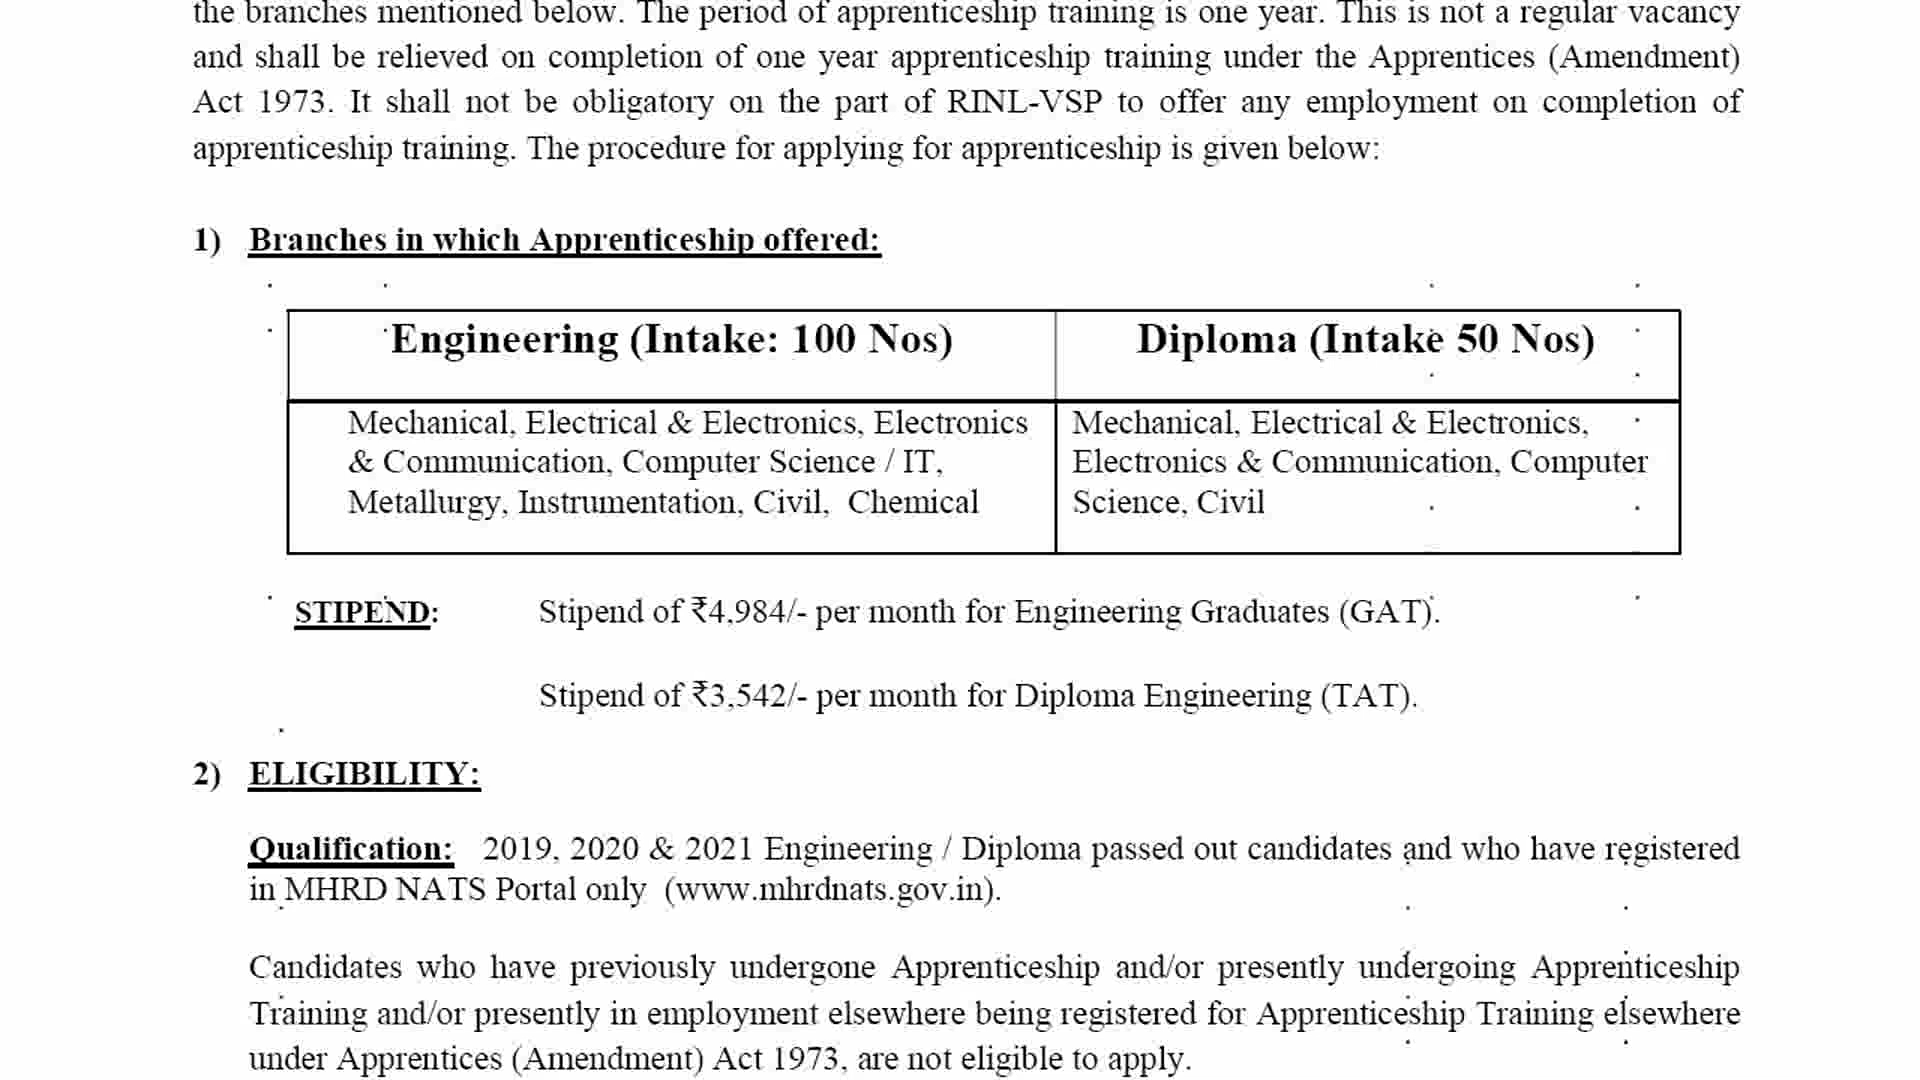 the branches mentioned below. The period of apprenticeship training is one year. This is not a regular vacancy
and shall be relieved on completion of one year apprenticeship training under the Apprentices (Amendment)
Act 1973. It shall not be obligatory on the part of RINL-VSP to offer any employment on completion of
apprenticeship training. The procedure for applying for apprenticeship is given below:
1) Branches in which Apprenticeship offered:
Engineering (Intake: 100 Nos)
Mechanical, Electrical & Electronics, Electronics
& Communication, Computer Science / IT,
Metallurgy, Instrumentation, Civil, Chemical
Diploma (Intake 50 Nos)
Mechanical, Electrical & Electronics,
Electronics & Communication, Computer
Science, Civil
STIPEND: Stipend of ₹4,984/- per month for Engineering Graduates (GAT).
Stipend of ₹3,542/- per month for Diploma Engineering (TAT).
2) ELIGIBILITY:
Qualification: 2019, 2020 & 2021 Engineering / Diploma passed out candidates and who have registered
in MHRD NATS Portal only (www.mhrdnats.gov.in).
Candidates who have previously undergone Apprenticeship and/or presently undergoing Apprenticeship
Training and/or presently in employment elsewhere being registered for Apprenticeship Training elsewhere
under Apprentices (Amendment) Act 1973, are not eligible to apply.